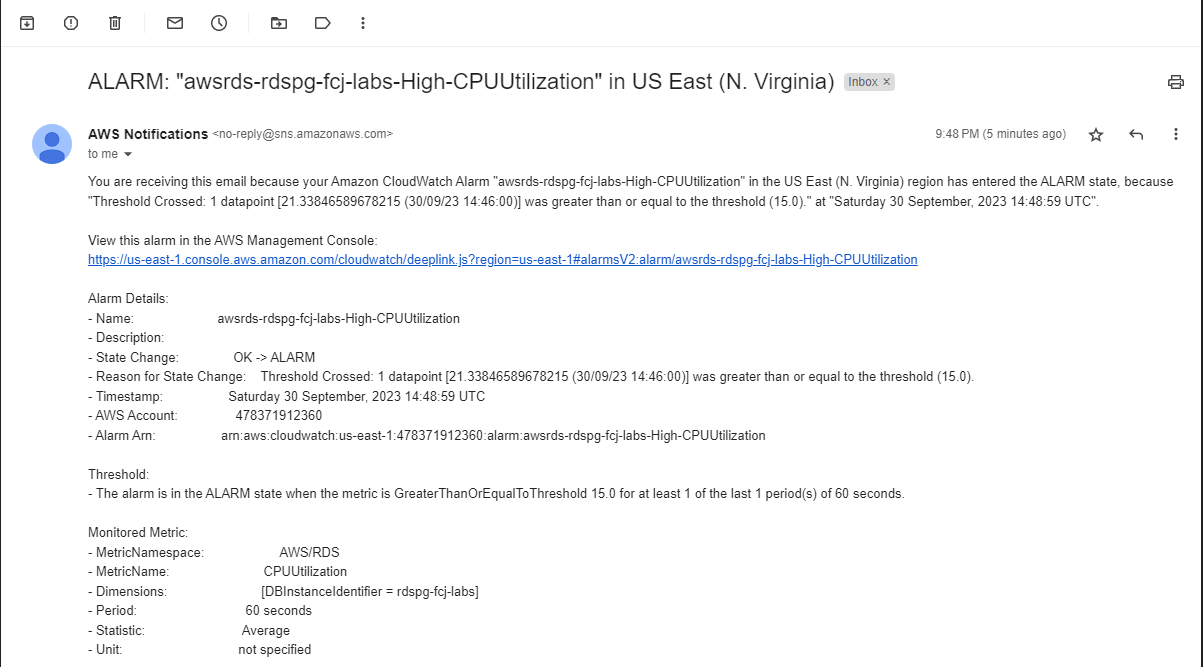 ALARM: "awsrds-rdspg-fcj-labs-High-CPUUtilization" in US East (N. Virginia) Inbox ×
AWS Notifications <no-reply@sns.amazonaws.com> 9:48 PM (5 minutes ago)
to me
You are receiving this email because your Amazon CloudWatch Alarm "awsrds-rdspg-fcj-labs-High-CPUUtilization" in the US East (N. Virginia) region has entered the ALARM state, because
"Threshold Crossed: 1 datapoint [21.33846589678215 (30/09/23 14:46:00)] was greater than or equal to the threshold (15.0)." at "Saturday 30 September, 2023 14:48:59 UTC".
View this alarm in the AWS Management Console:
https://us-east-1.console.aws.amazon.com/cloudwatch/deeplink.js?region=us-east-1#alarmsV2:alarm/awsrds-rdspg-fcj-labs-High-CPUUtilization
Alarm Details:
- Name: awsrds-rdspg-fcj-labs-High-CPUUtilization
- Description:
- State Change: OK -> ALARM
- Reason for State Change: Threshold Crossed: 1 datapoint [21.33846589678215 (30/09/23 14:46:00)] was greater than or equal to the threshold (15.0).
- Timestamp: Saturday 30 September, 2023 14:48:59 UTC
- AWS Account: 478371912360
- Alarm Arn: arn:aws:cloudwatch:us-east-1:478371912360:alarm:awsrds-rdspg-fcj-labs-High-CPUUtilization
Threshold:
- The alarm is in the ALARM state when the metric is GreaterThanOrEqualToThreshold 15.0 for at least 1 of the last 1 period(s) of 60 seconds.
Monitored Metric:
- MetricNamespace: AWS/RDS
- MetricName: CPUUtilization
- Dimensions: [DBInstanceIdentifier = rdspg-fcj-labs]
- Period: 60 seconds
- Statistic: Average
- Unit: not specified